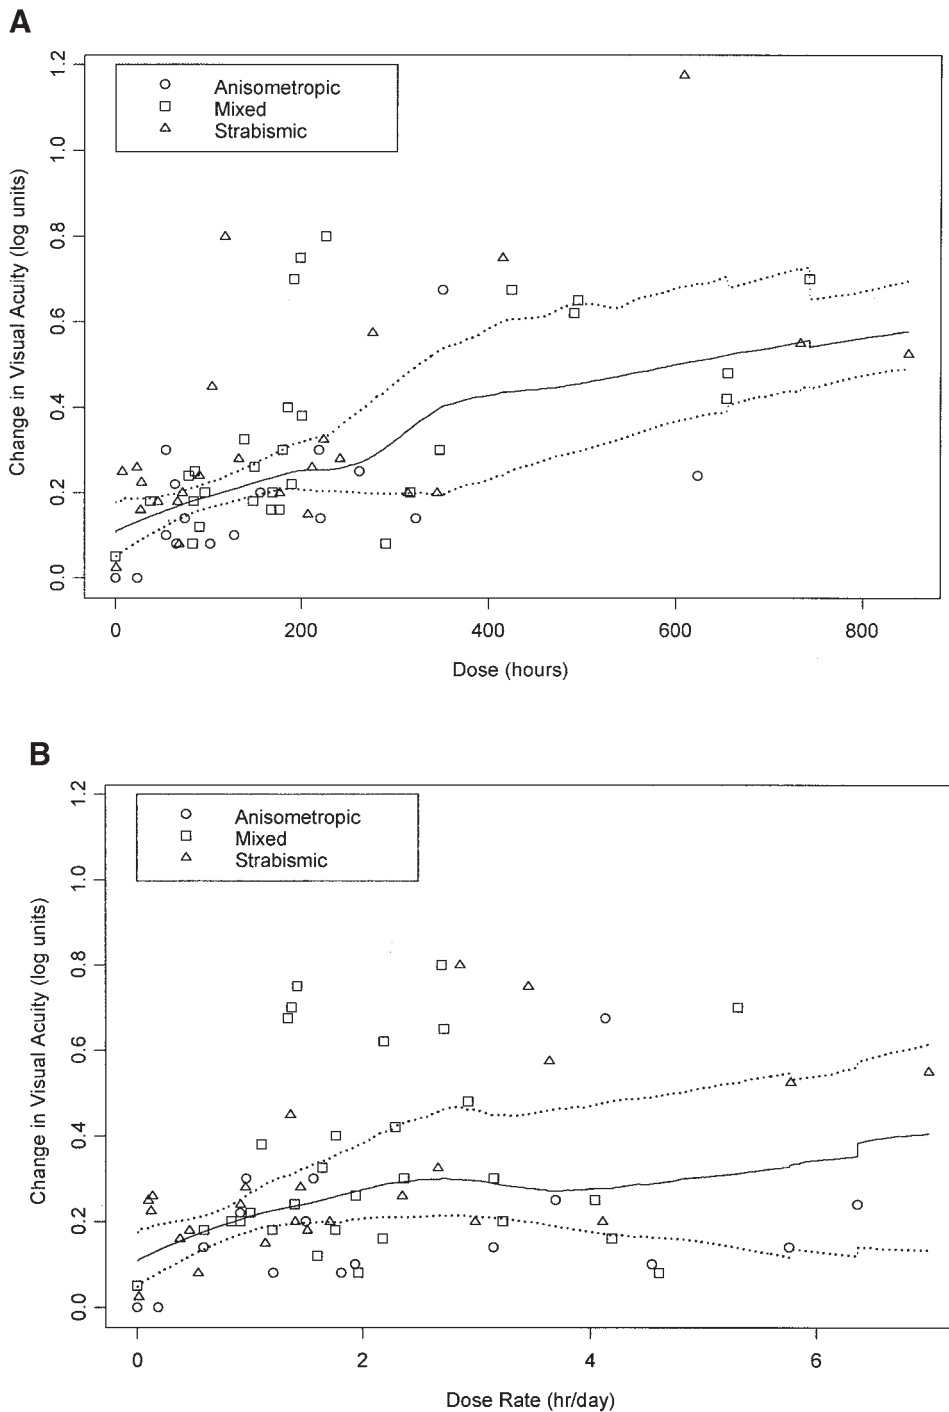 A
Anisometropic
Mixed
Strabismic
Change in Visual Acuity (log units)
1.2
1.0
0.8
0.6
0.4
0.2
0.0
0 200 400 600 800
Dose (hours)
B
Anisometropic
Mixed
Strabismic
Change in Visual Acuity (log units)
1.2
1.0
0.8
0.6
0.4
0.2
0.0
0 2 4 6
Dose Rate (hr/day)